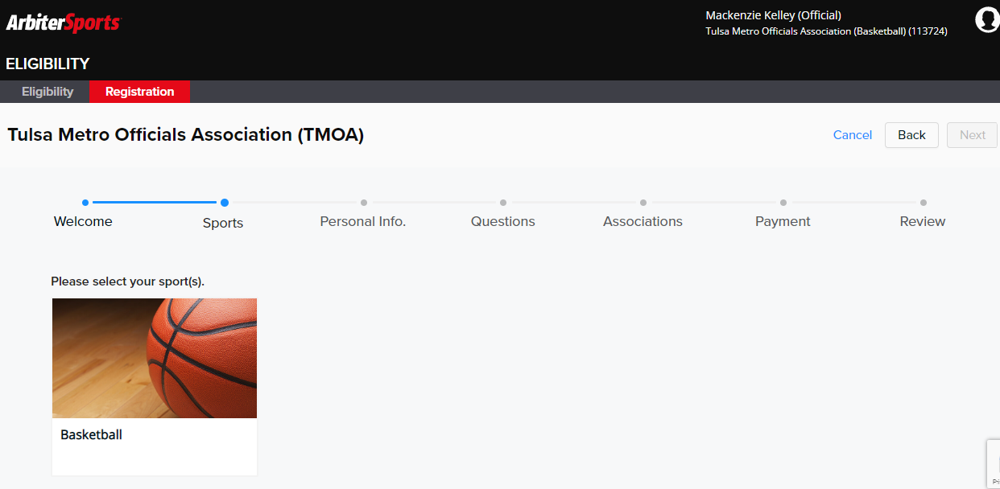 ArbiterSports
Mackenzie Kelley (Official)
Tulsa Metro Officials Association (Basketball) (113724)
ELIGIBILITY
Eligibility
Registration
Tulsa Metro Officials Association (TMOA)
Cancel
Back
Next
Welcome
Sports
Personal Info.
Questions
Associations
Payment
Review
Please select your sport(s).
Basketball